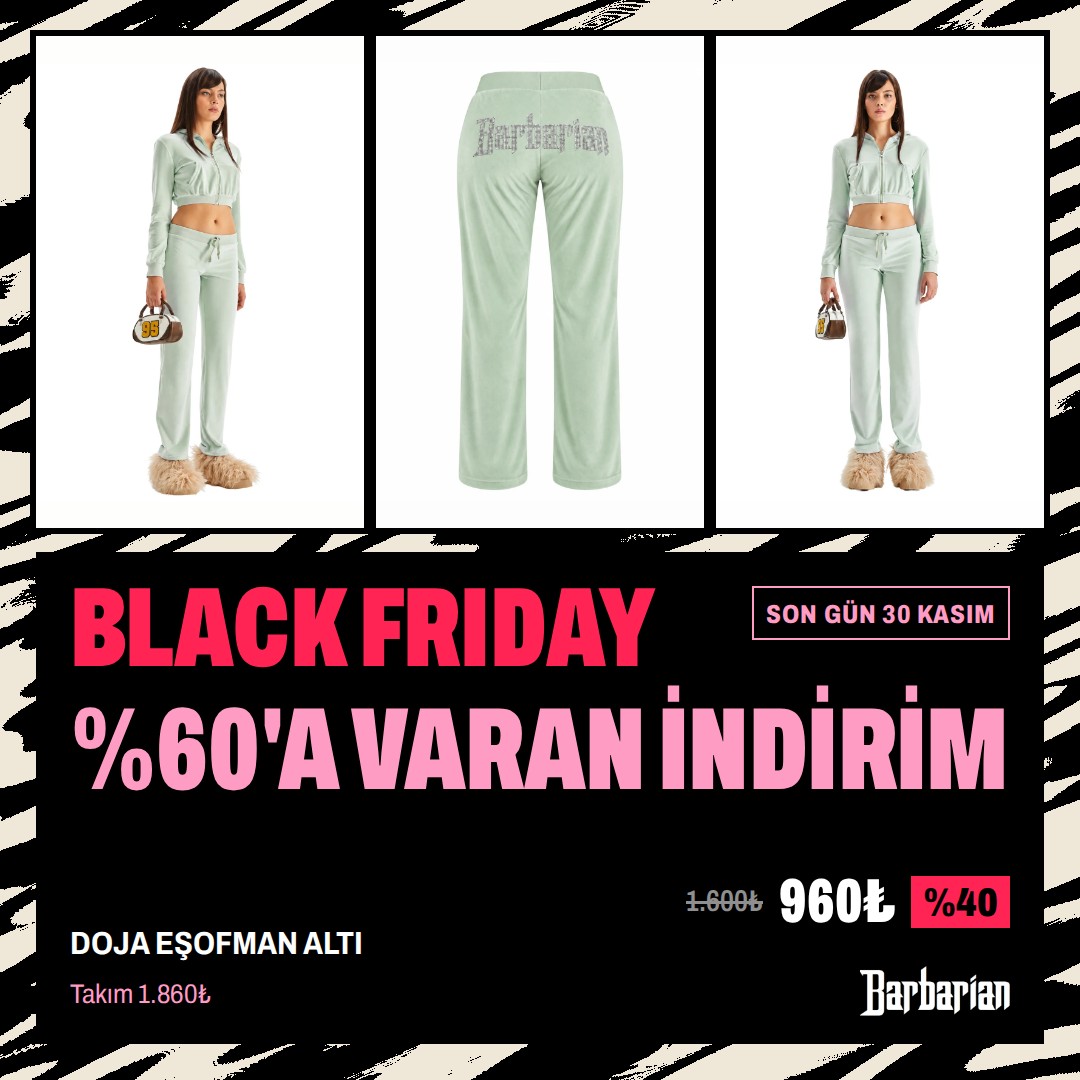 Barbarian
95
BLACK FRIDAY
SON GÜN 30 KASIM
%60'A VARAN İNDİRİM
1.600₺ 960₺ %40
DOJA EŞOFMAN ALTI
Takım 1.860₺
Barbarian